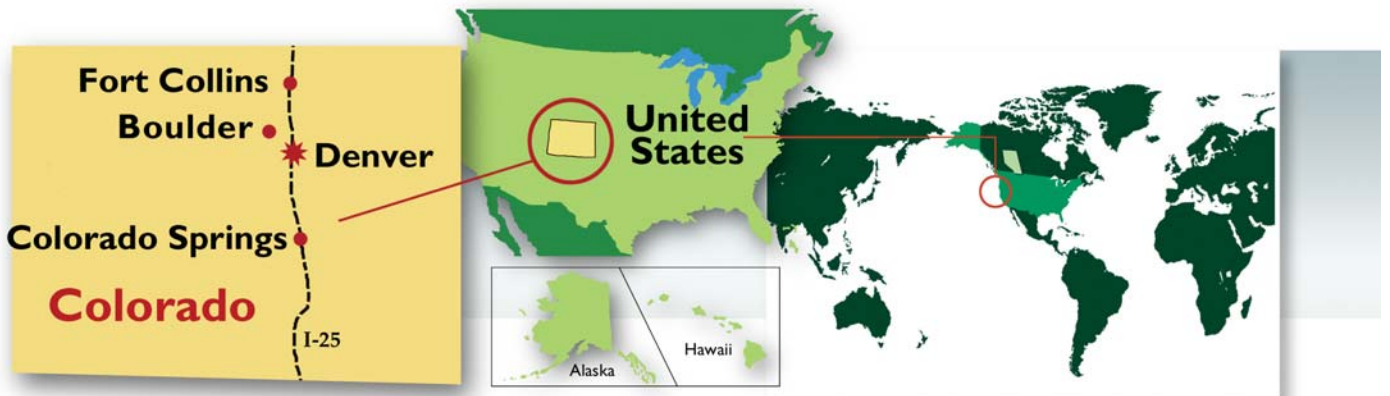 Fort Collins
Boulder
Denver
Colorado Springs
Colorado
I-25
United
States
Alaska
Hawaii